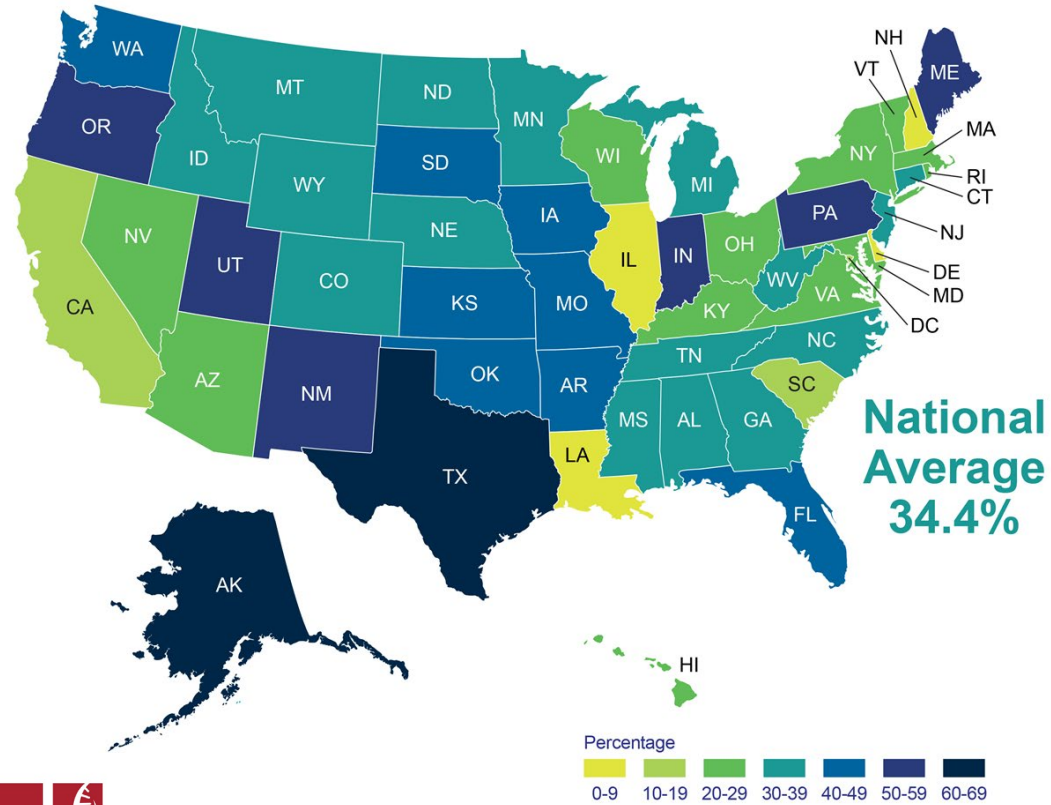 WA
OR
CA
NV
ID
MT
WY
UT
AZ
CO
NM
ND
SD
NE
KS
OK
TX
MN
IA
MO
AR
LA
WI
IL
MI
IN
OH
KY
TN
MS
AL
GA
FL
SC
NC
VA
WV
PA
NY
VT
NH
ME
MA
RI
CT
NJ
DE
MD
DC
AK
HI
National
Average
34.4%
Percentage
0-9 10-19 20-29 30-39 40-49 50-59 60-69